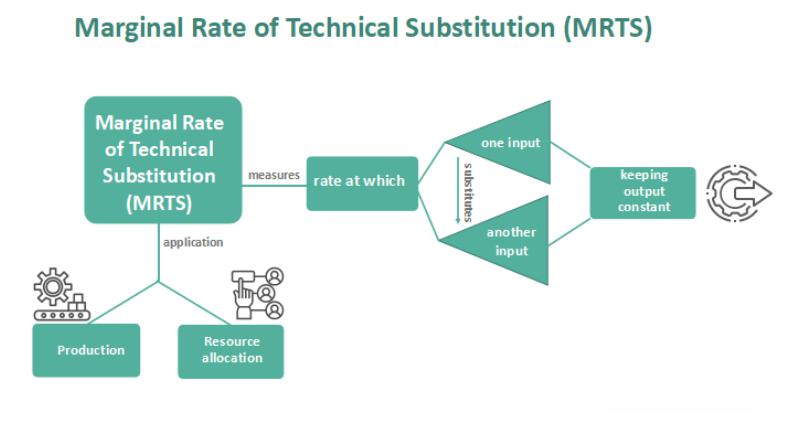 Marginal Rate of Technical Substitution (MRTS)
Marginal Rate
of Technical
Substitution
(MRTS)
measures
rate at which
one input
substitutes
another
input
keeping
output
constant
application
Production
Resource
allocation